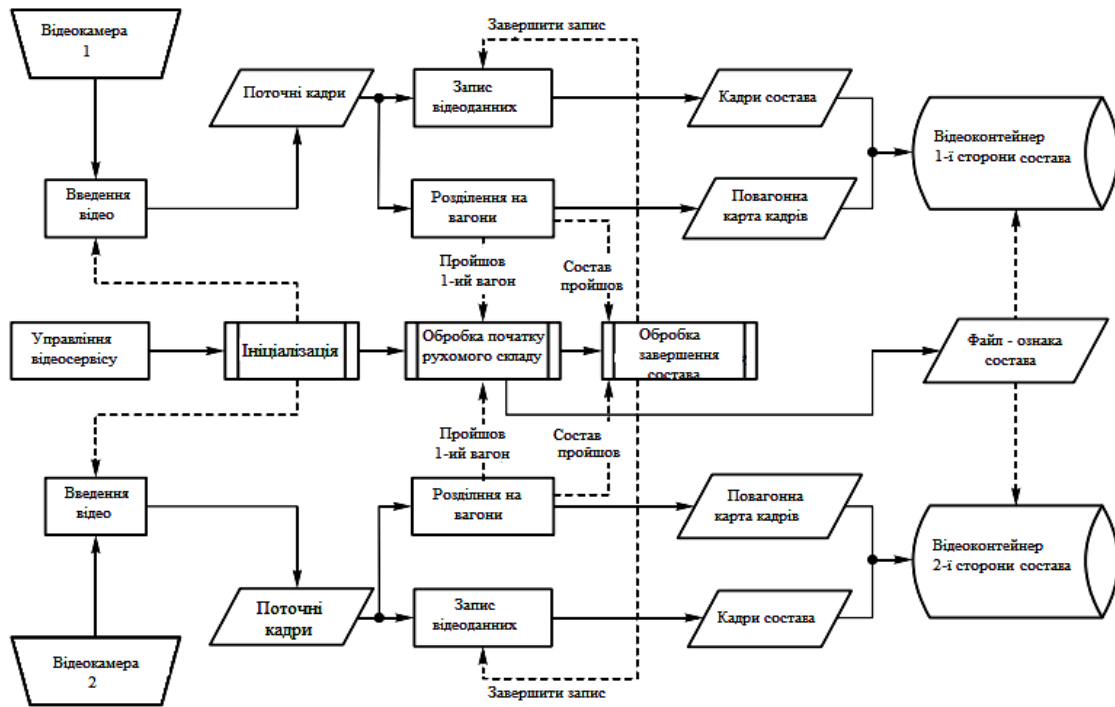 Завершити запис
Відеокамера
1
Поточні кадри
Запис
відеоданних
Кадри состава
Відеоконтейнер
1-ї сторони состава
Введення
відео
Розділення на
вагони
Повагонна
карта кадрів
Пройшов
1-ий вагон
Состав
пройшов
Управління
відеосервісу
Ініціалізація
Обробка початку
рухомого складу
Обробка
завершення
состава
Файл - ознака
состава
Пройшов
1-ий вагон
Состав
пройшов
Введення
відео
Розділння на
вагони
Повагонна
карта кадрів
Відеоконтейнер
2-ї сторони состава
Поточні
кадри
Запис
відеоданних
Кадри состава
Відеокамера
2
Завершити запис